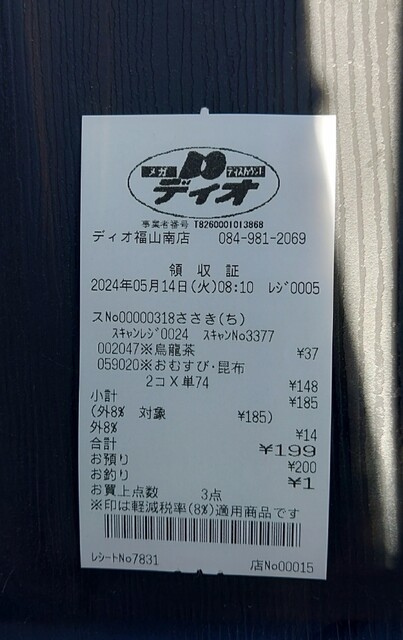 メガ ディスカウント
ディオ
事業者番号 T8260001013868
ディオ福山南店 084-981-2069
領収証
2024年05月14日(火)08:10 ﾚｼﾞ0005
スNo00000318ささき(ち)
ｽｷｬﾝﾚｼﾞ0024 ｽｷｬﾝNo3377
002047※烏龍茶 ¥37
059020※おむすび・昆布
2コX単74 ¥148
小計 ¥185
(外8% 対象 ¥185)
外8% ¥14
合計 ¥199
お預り ¥200
お釣り ¥1
お買上点数 3点
※印は軽減税率(8%)適用商品です
ﾚｼｰﾄNo7831 店No00015